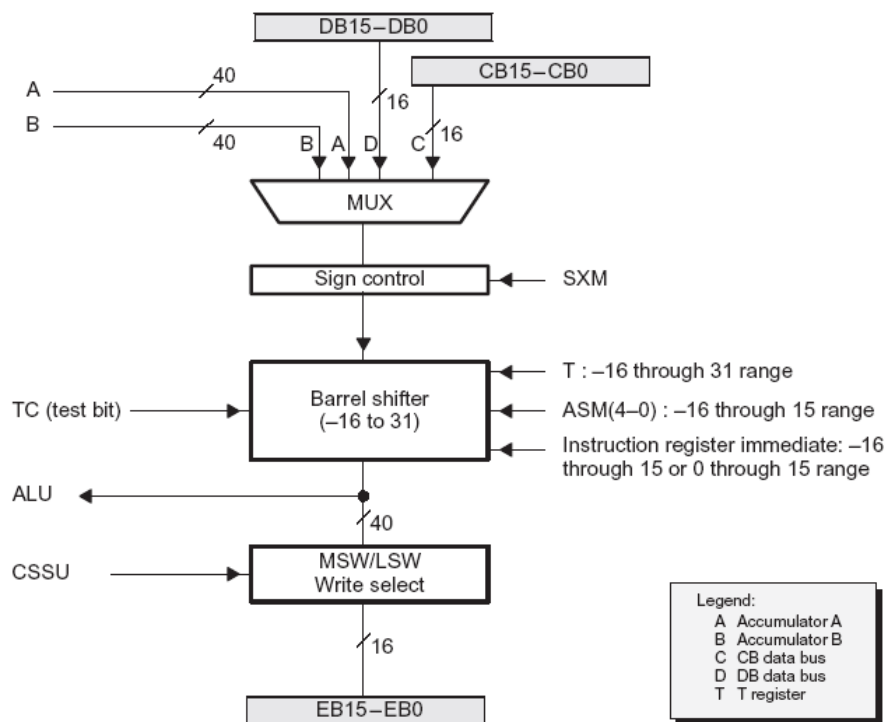 DB15–DB0
CB15–CB0
A
40
B
40
16
16
B
A
D
C
MUX
Sign control
SXM
TC (test bit)
Barrel shifter
(–16 to 31)
T : –16 through 31 range
ASM(4–0) : –16 through 15 range
Instruction register immediate: –16
through 15 or 0 through 15 range
ALU
40
CSSU
MSW/LSW
Write select
16
EB15–EB0
Legend:
A Accumulator A
B Accumulator B
C CB data bus
D DB data bus
T T register